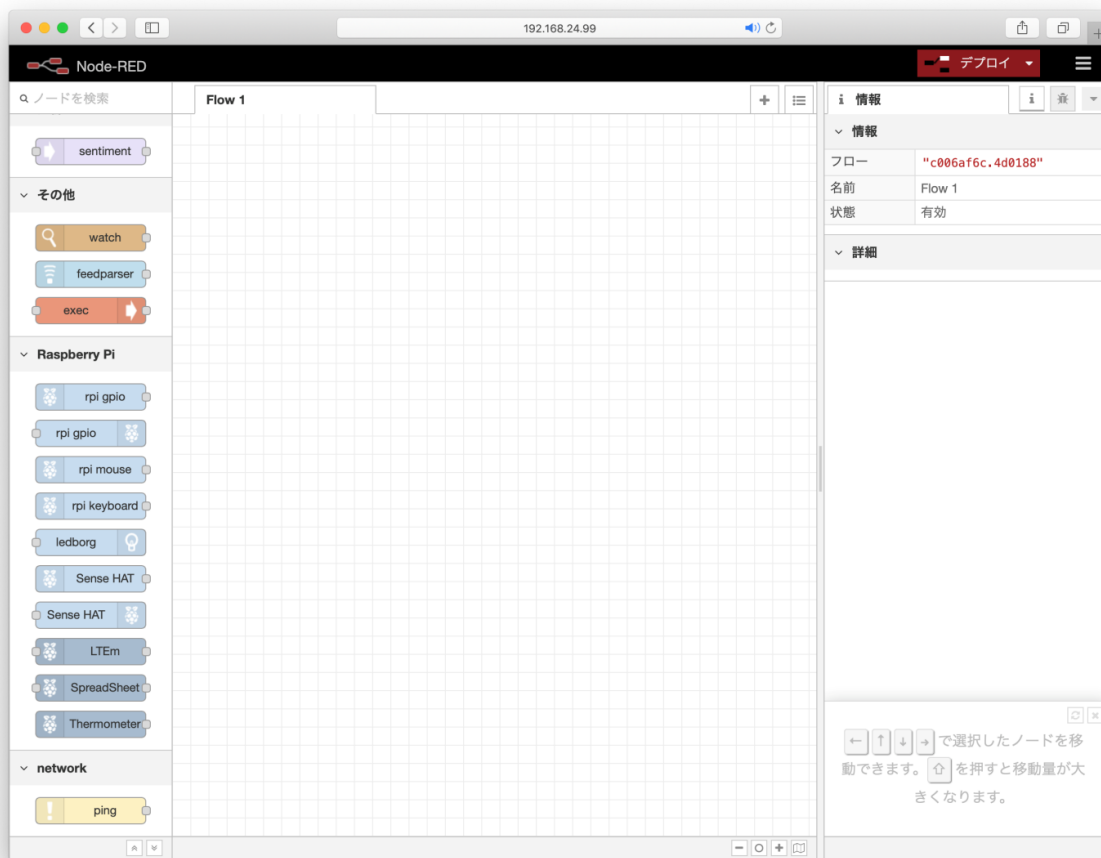 192.168.24.99
Node-RED
デプロイ
ノードを検索
Flow 1
i 情報
i
sentiment
情報
フロー "c006af6c.4d0188"
名前 Flow 1
状態 有効
詳細
その他
watch
feedparser
exec
Raspberry Pi
rpi gpio
rpi gpio
rpi mouse
rpi keyboard
ledborg
Sense HAT
Sense HAT
LTEm
SpreadSheet
Thermometer
network
ping
← ↑ ↓ → で選択したノードを移
動できます。 ⇧ を押すと移動量が大
きくなります。